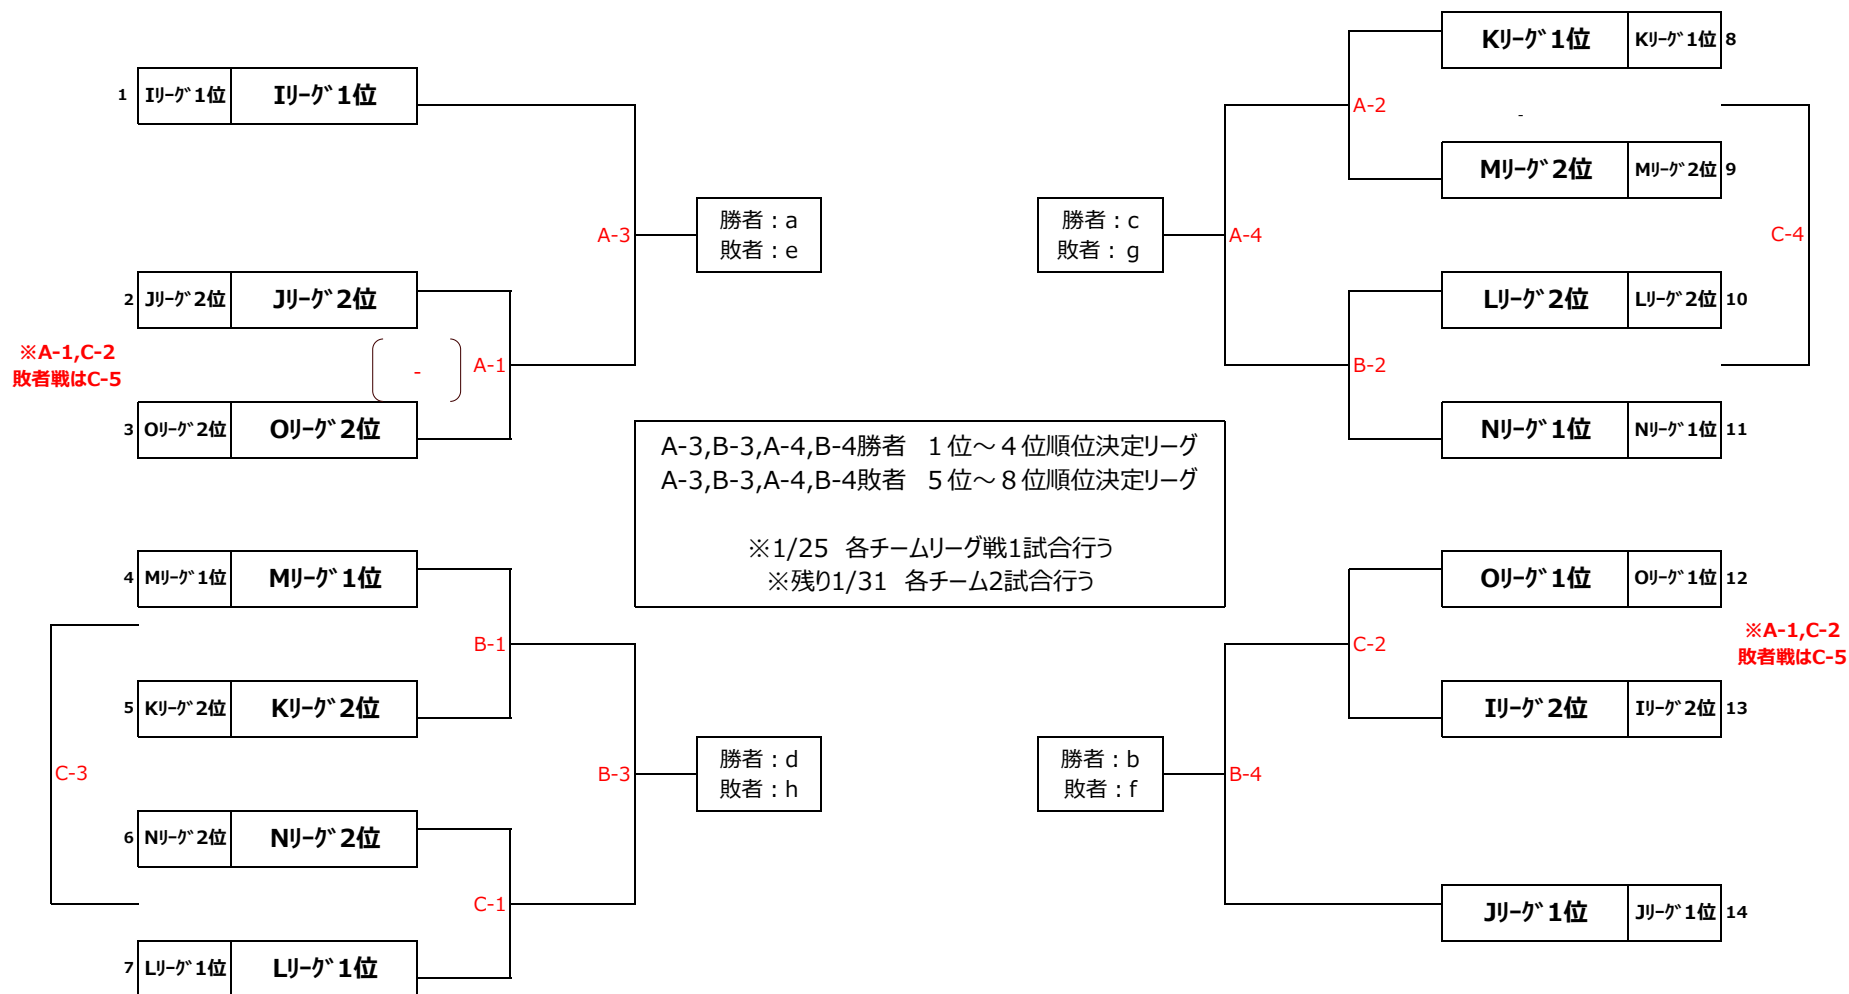 1 Iリーグ1位 Iリーグ1位
A-3
勝者：a
敗者：e
2 Jリーグ2位 Jリーグ2位
※A-1,C-2
敗者戦はC-5
-
A-1
3 Oリーグ2位 Oリーグ2位
4 Mリーグ1位 Mリーグ1位
B-1
5 Kリーグ2位 Kリーグ2位
C-3
B-3
勝者：d
敗者：h
6 Nリーグ2位 Nリーグ2位
C-1
7 Lリーグ1位 Lリーグ1位
A-3,B-3,A-4,B-4勝者　1位～4位順位決定リーグ
A-3,B-3,A-4,B-4敗者　5位～8位順位決定リーグ
※1/25　各チームリーグ戦1試合行う
※残り1/31　各チーム2試合行う
Kリーグ1位 Kリーグ1位 8
A-2
-
Mリーグ2位 Mリーグ2位 9
勝者：c
敗者：g
A-4
C-4
Lリーグ2位 Lリーグ2位 10
B-2
Nリーグ1位 Nリーグ1位 11
Oリーグ1位 Oリーグ1位 12
C-2
※A-1,C-2
敗者戦はC-5
Iリーグ2位 Iリーグ2位 13
勝者：b
敗者：f
B-4
Jリーグ1位 Jリーグ1位 14